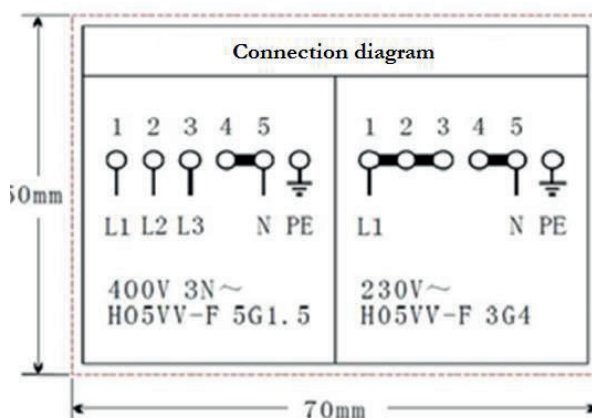 Connection diagram
1 2 3 4 5
L1 L2 L3 N PE
400V 3N~
H05VV-F 5G1.5
1 2 3 4 5
L1 N PE
230V~
H05VV-F 3G4
70mm